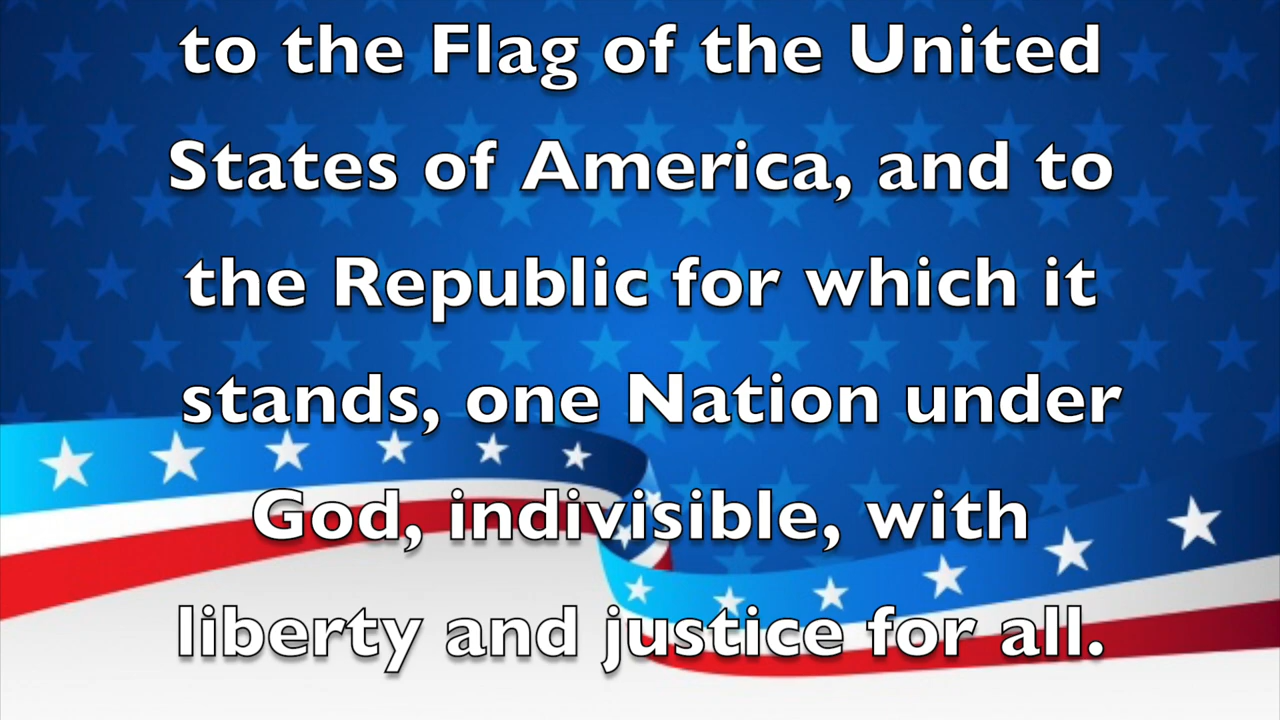 to the Flag of the United
States of America, and to
the Republic for which it
stands, one Nation under
God, indivisible, with
liberty and justice for all.